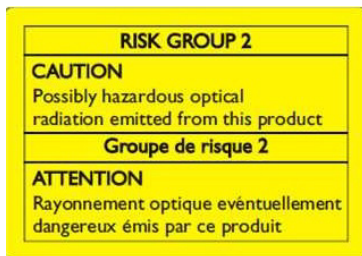 RISK GROUP 2
CAUTION
Possibly hazardous optical
radiation emitted from this product
Groupe de risque 2
ATTENTION
Rayonnement optique evéntuellement
dangereux émis par ce produit